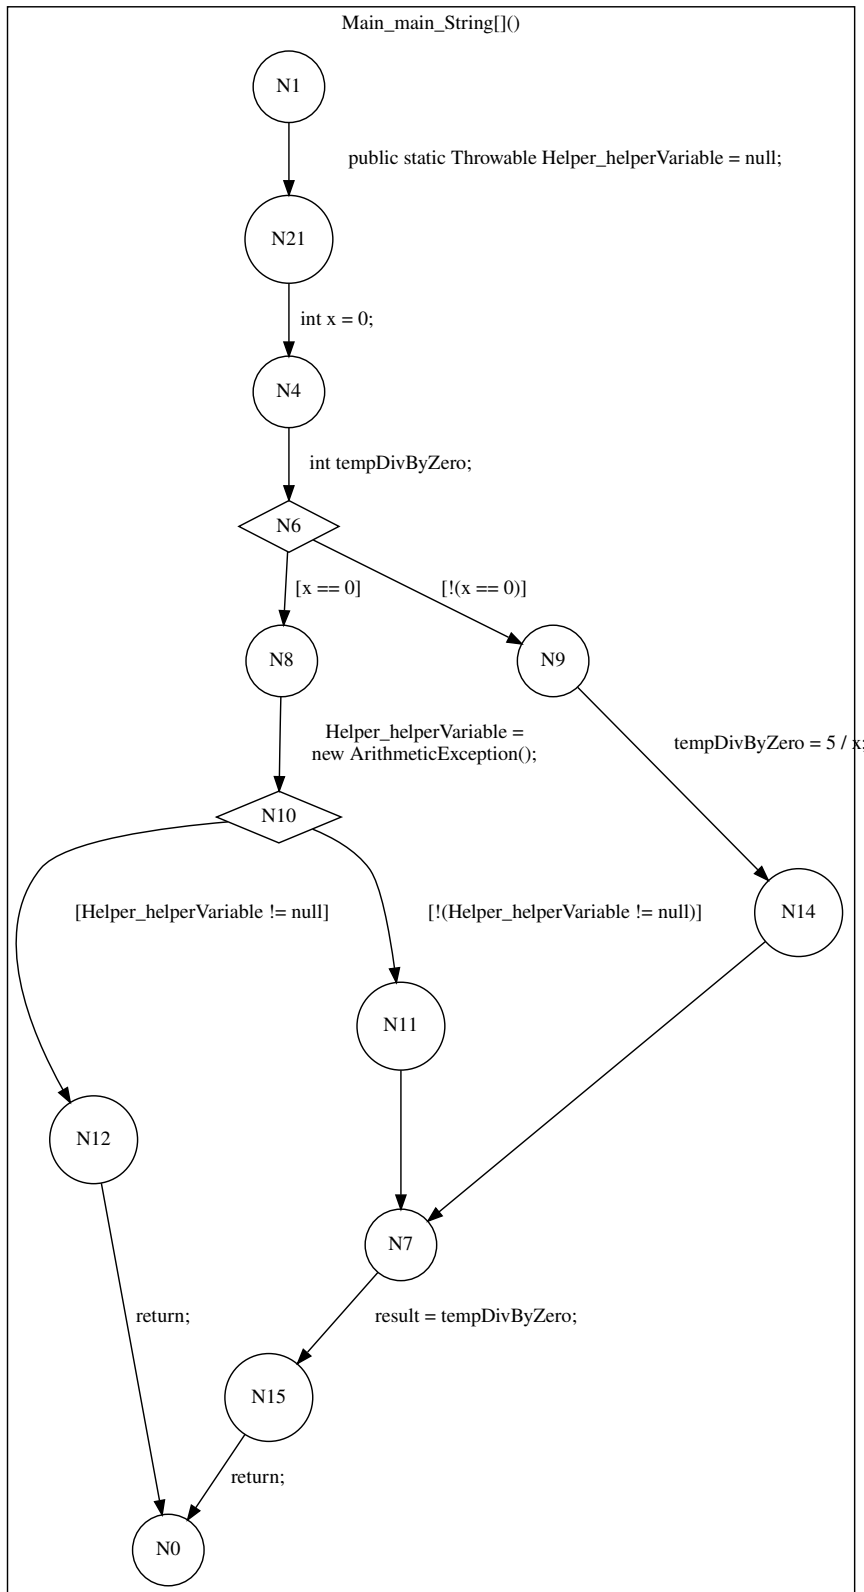 Main_main_String[]()
N1
public static Throwable Helper_helperVariable = null;
N21
int x = 0;
N4
int tempDivByZero;
N6
[x == 0]
[!(x == 0)]
N8
N9
Helper_helperVariable =
new ArithmeticException();
tempDivByZero = 5 / x;
N10
[Helper_helperVariable != null]
[!(Helper_helperVariable != null)]
N14
N11
N12
N7
return;
result = tempDivByZero;
N15
return;
N0